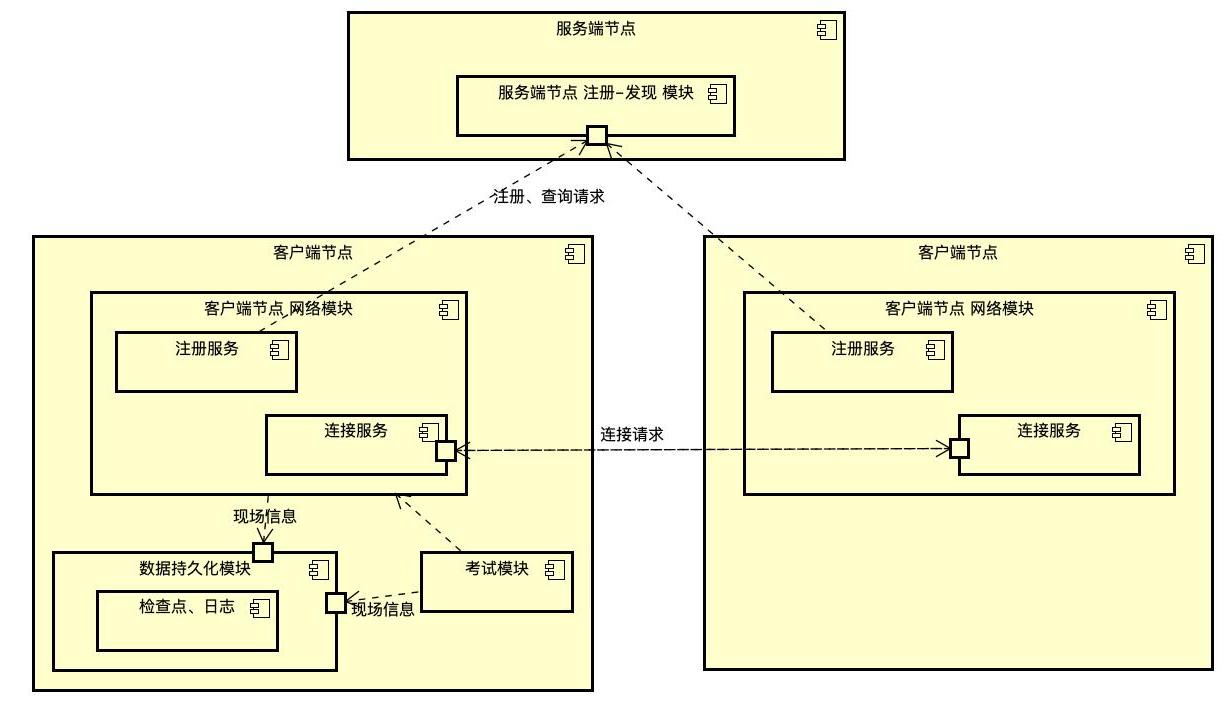 服务端节点
服务端节点 注册-发现 模块
注册、查询请求
客户端节点
客户端节点 网络模块
注册服务
连接服务
连接请求
现场信息
数据持久化模块
检查点、日志
考试模块
现场信息
客户端节点
客户端节点 网络模块
注册服务
连接服务